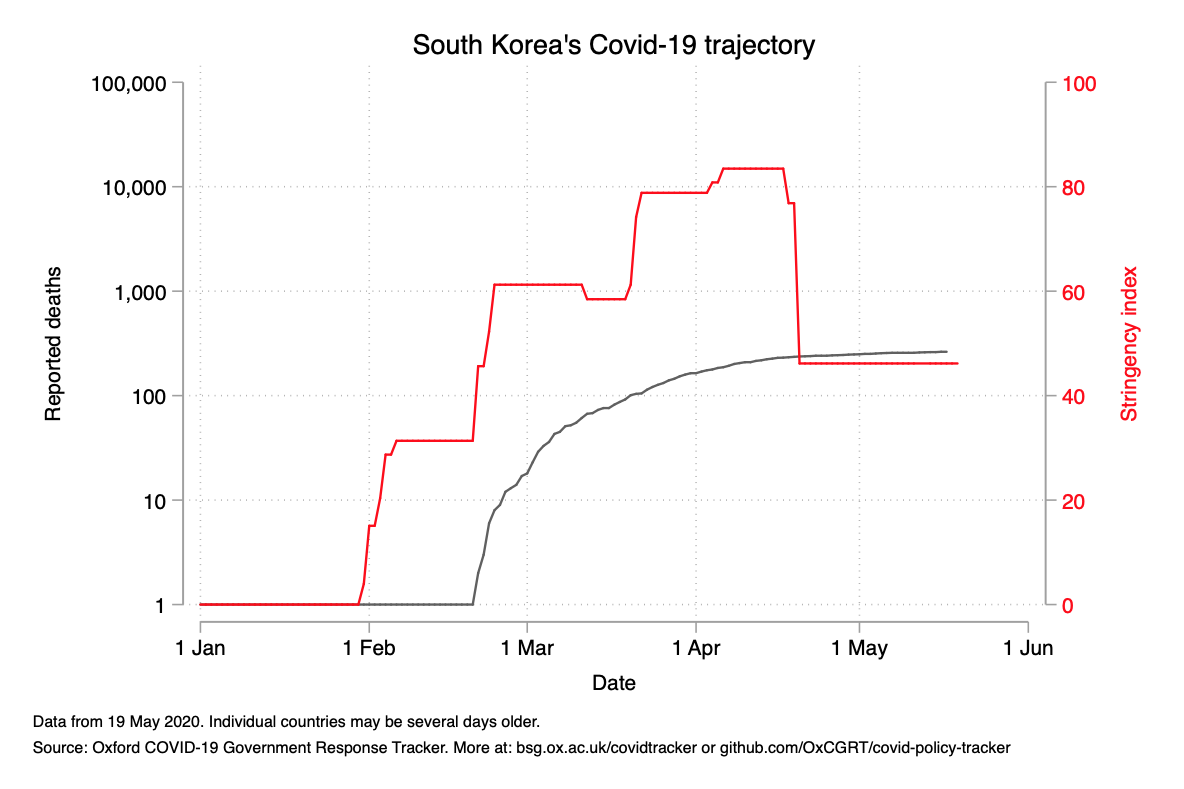 South Korea's Covid-19 trajectory
100,000
10,000
1,000
100
10
1
Reported deaths
100
80
60
40
20
0
Stringency index
1 Jan
1 Feb
1 Mar
1 Apr
1 May
1 Jun
Date
Data from 19 May 2020. Individual countries may be several days older.
Source: Oxford COVID-19 Government Response Tracker. More at: bsg.ox.ac.uk/covidtracker or github.com/OxCGRT/covid-policy-tracker